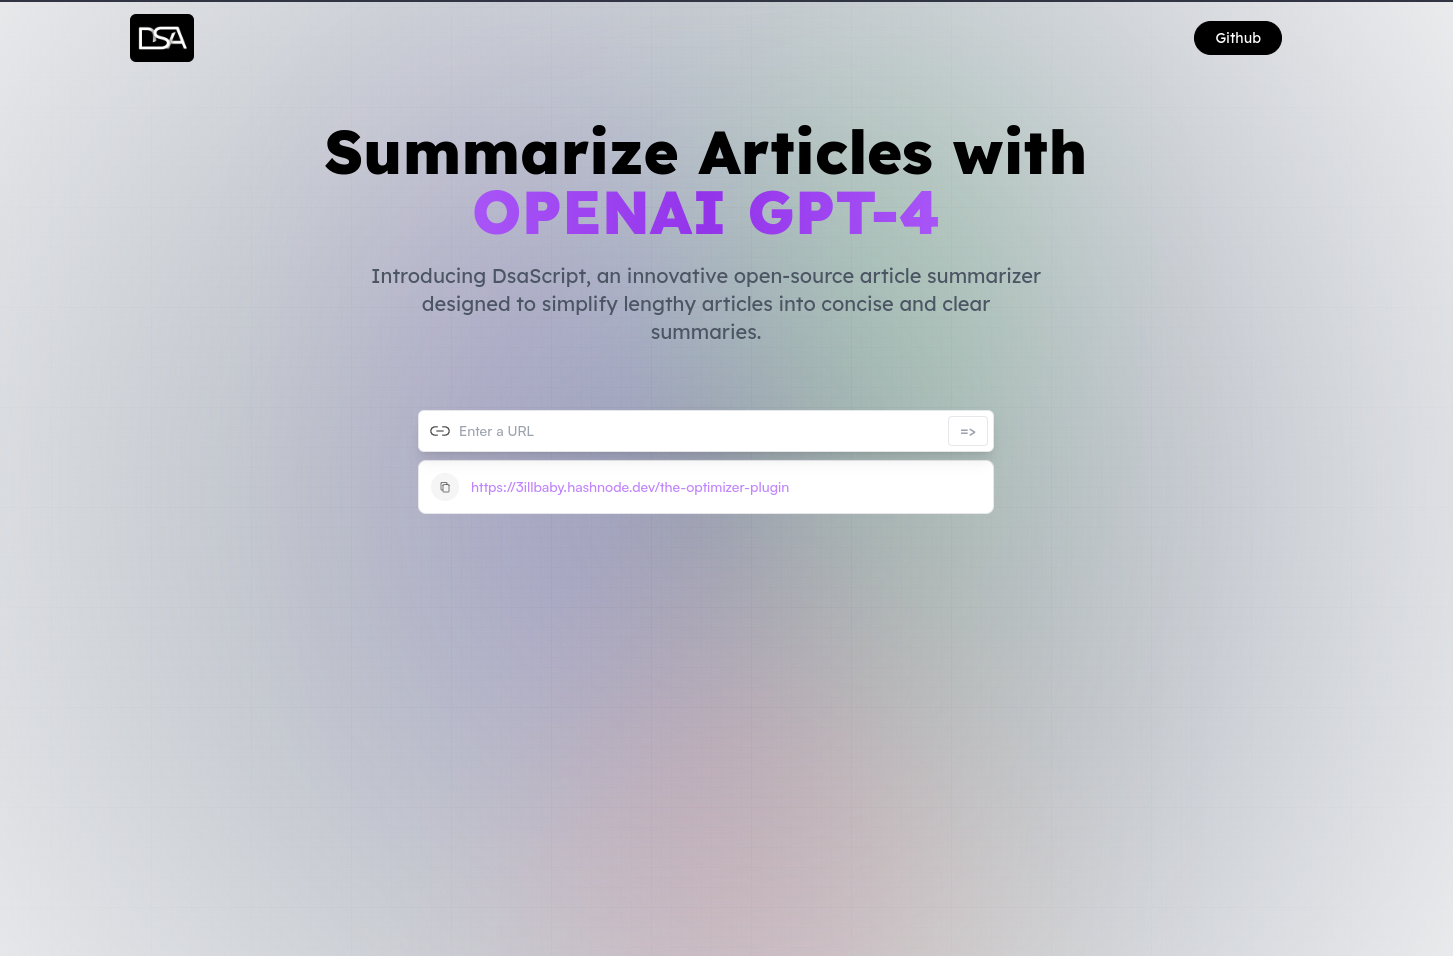 DSA
Github
Summarize Articles with
OPENAI GPT-4
Introducing DsaScript, an innovative open-source article summarizer
designed to simplify lengthy articles into concise and clear
summaries.
Enter a URL
=>
https://3illbaby.hashnode.dev/the-optimizer-plugin